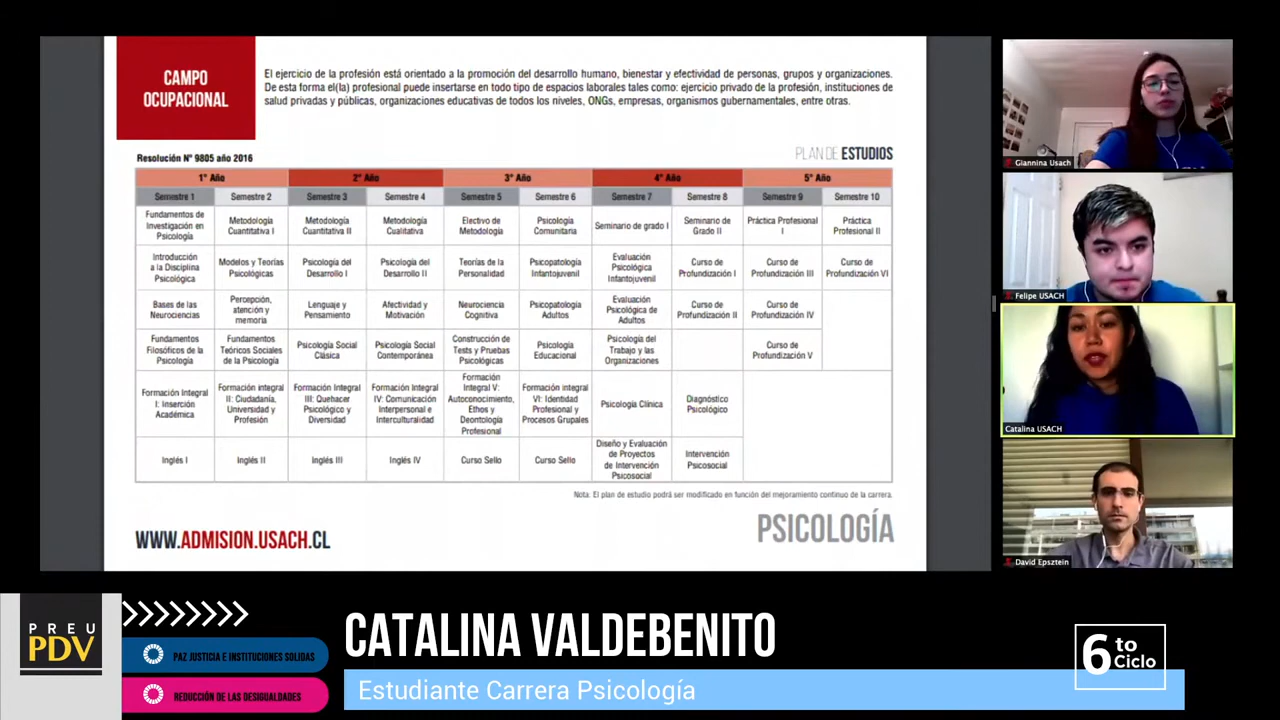 CAMPO
OCUPACIONAL
El ejercicio de la profesión está orientado a la promoción del desarrollo humano, bienestar y efectividad de personas, grupos y organizaciones.
De esta forma el(la) profesional puede insertarse en todo tipo de espacios laborales tales como: ejercicio privado de la profesión, instituciones de
salud privadas y públicas, organizaciones educativas de todos los niveles, ONGs, empresas, organismos gubernamentales, entre otras.
Resolución Nº 9805 año 2016
PLAN DE ESTUDIOS
1° Año 2° Año 3° Año 4° Año 5° Año
Semestre 1 Semestre 2 Semestre 3 Semestre 4 Semestre 5 Semestre 6 Semestre 7 Semestre 8 Semestre 9 Semestre 10
Fundamentos de
Investigación en
Psicología
Metodología
Cuantitativa I
Metodología
Cuantitativa II
Metodología
Cualitativa
Electivo de
Metodología
Psicología
Comunitaria
Seminario de grado I
Seminario de
Grado II
Práctica Profesional
I
Práctica
Profesional II
Introducción
a la Disciplina
Psicológica
Modelos y Teorías
Psicológicas
Psicología del
Desarrollo I
Psicología del
Desarrollo II
Teorías de la
Personalidad
Psicopatología
Infantojuvenil
Evaluación
Psicológica
Infantojuvenil
Curso de
Profundización I
Curso de
Profundización III
Curso de
Profundización VI
Bases de las
Neurociencias
Percepción,
atención y
memoria
Lenguaje y
Pensamiento
Afectividad y
Motivación
Neurociencia
Cognitiva
Psicopatología
Adultos
Evaluación
Psicológica de
Adultos
Curso de
Profundización II
Curso de
Profundización IV
Fundamentos
Filosóficos de la
Psicología
Fundamentos
Teóricos Sociales
de la Psicología
Psicología Social
Clásica
Psicología Social
Contemporánea
Construcción de
Tests y Pruebas
Psicológicas
Psicología
Educacional
Psicología del
Trabajo y las
Organizaciones
Curso de
Profundización V
Formación Integral
I: Inserción
Académica
Formación integral
II: Ciudadanía,
Universidad y
Profesión
Formación Integral
III: Quehacer
Psicológico y
Diversidad
Formación Integral
IV: Comunicación
Interpersonal e
Interculturalidad
Formación
Integral V:
Autoconocimiento,
Ethos y
Deontología
Profesional
Formación integral
VI: Identidad
Profesional y
Procesos Grupales
Psicología Clínica
Diagnóstico
Psicológico
Inglés I
Inglés II
Inglés III
Inglés IV
Curso Sello
Curso Sello
Diseño y Evaluación
de Proyectos
de Intervención
Psicosocial
Intervención
Psicosocial
Nota. El plan de estudio podrá ser modificado en función del mejoramiento continuo de la carrera.
WWW.ADMISION.USACH.CL
PSICOLOGÍA
Giannina Usach
Felipe USACH
Catalina USACH
David Epsztein
PREU
PDV
PAZ JUSTICIA E INSTITUCIONES SOLIDAS
REDUCCIÓN DE LAS DESIGUALDADES
CATALINA VALDEBENITO
Estudiante Carrera Psicología
6to
Ciclo